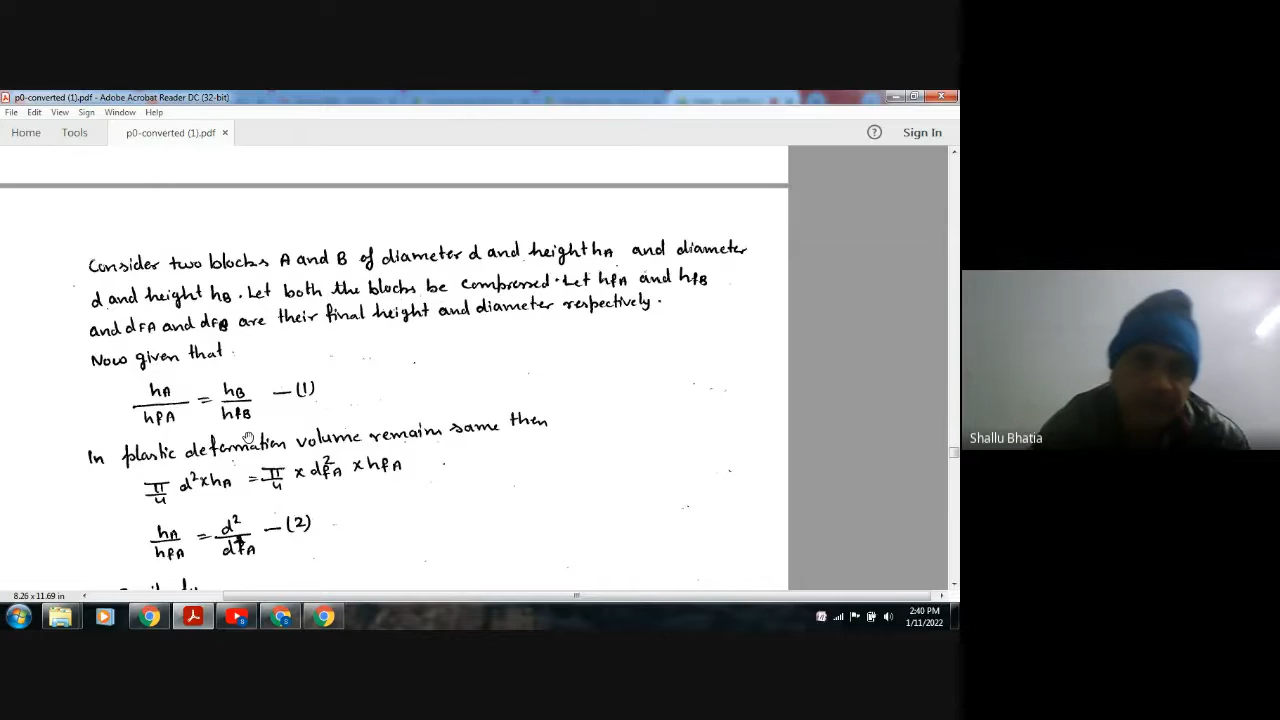 p0-converted (1).pdf - Adobe Acrobat Reader DC (32-bit)
File Edit View Sign Window Help
Home Tools p0-converted (1).pdf × ? Sign In
Consider two blocks A and B of diameter d and height hA and diameter
d and height hB. Let both the blocks be compressed. Let hfA and hfB
and dfA and dfB are their final height and diameter respectively.
Now given that
hA/hfA = hB/hfB — (1)
In plastic deformation volume remain same then
π/4 d² × hA = π/4 × df²A × hfA
hA/hfA = d²/dfA — (2)
Shallu Bhatia
8.26 x 11.69 in
2:40 PM
1/11/2022